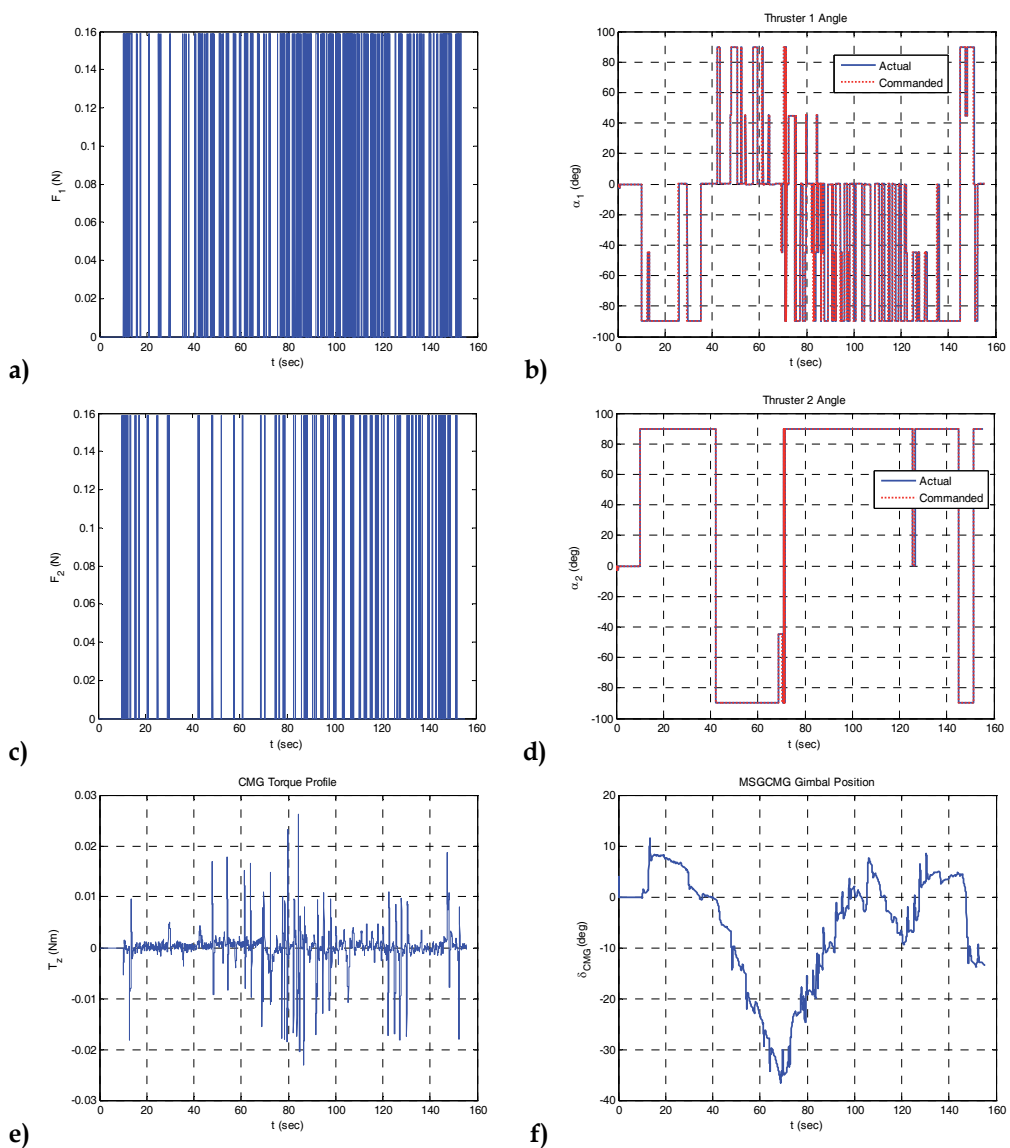 0.16
0.14
0.12
0.1
0.08
0.06
0.04
0.02
0
F1 (N)
0 20 40 60 80 100 120 140 160
t (sec)
a)
Thruster 1 Angle
100
80
60
40
20
0
-20
-40
-60
-80
-100
α1 (deg)
Actual
Commanded
0 20 40 60 80 100 120 140 160
t (sec)
b)
0.16
0.14
0.12
0.1
0.08
0.06
0.04
0.02
0
F2 (N)
0 20 40 60 80 100 120 140 160
t (sec)
c)
Thruster 2 Angle
100
80
60
40
20
0
-20
-40
-60
-80
-100
α2 (deg)
Actual
Commanded
0 20 40 60 80 100 120 140 160
t (sec)
d)
CMG Torque Profile
0.03
0.02
0.01
0
-0.01
-0.02
-0.03
Tz (Nm)
0 20 40 60 80 100 120 140 160
t (sec)
e)
MSGCMG Gimbal Position
20
10
0
-10
-20
-30
-40
δCMG (deg)
0 20 40 60 80 100 120 140 160
t (sec)
f)